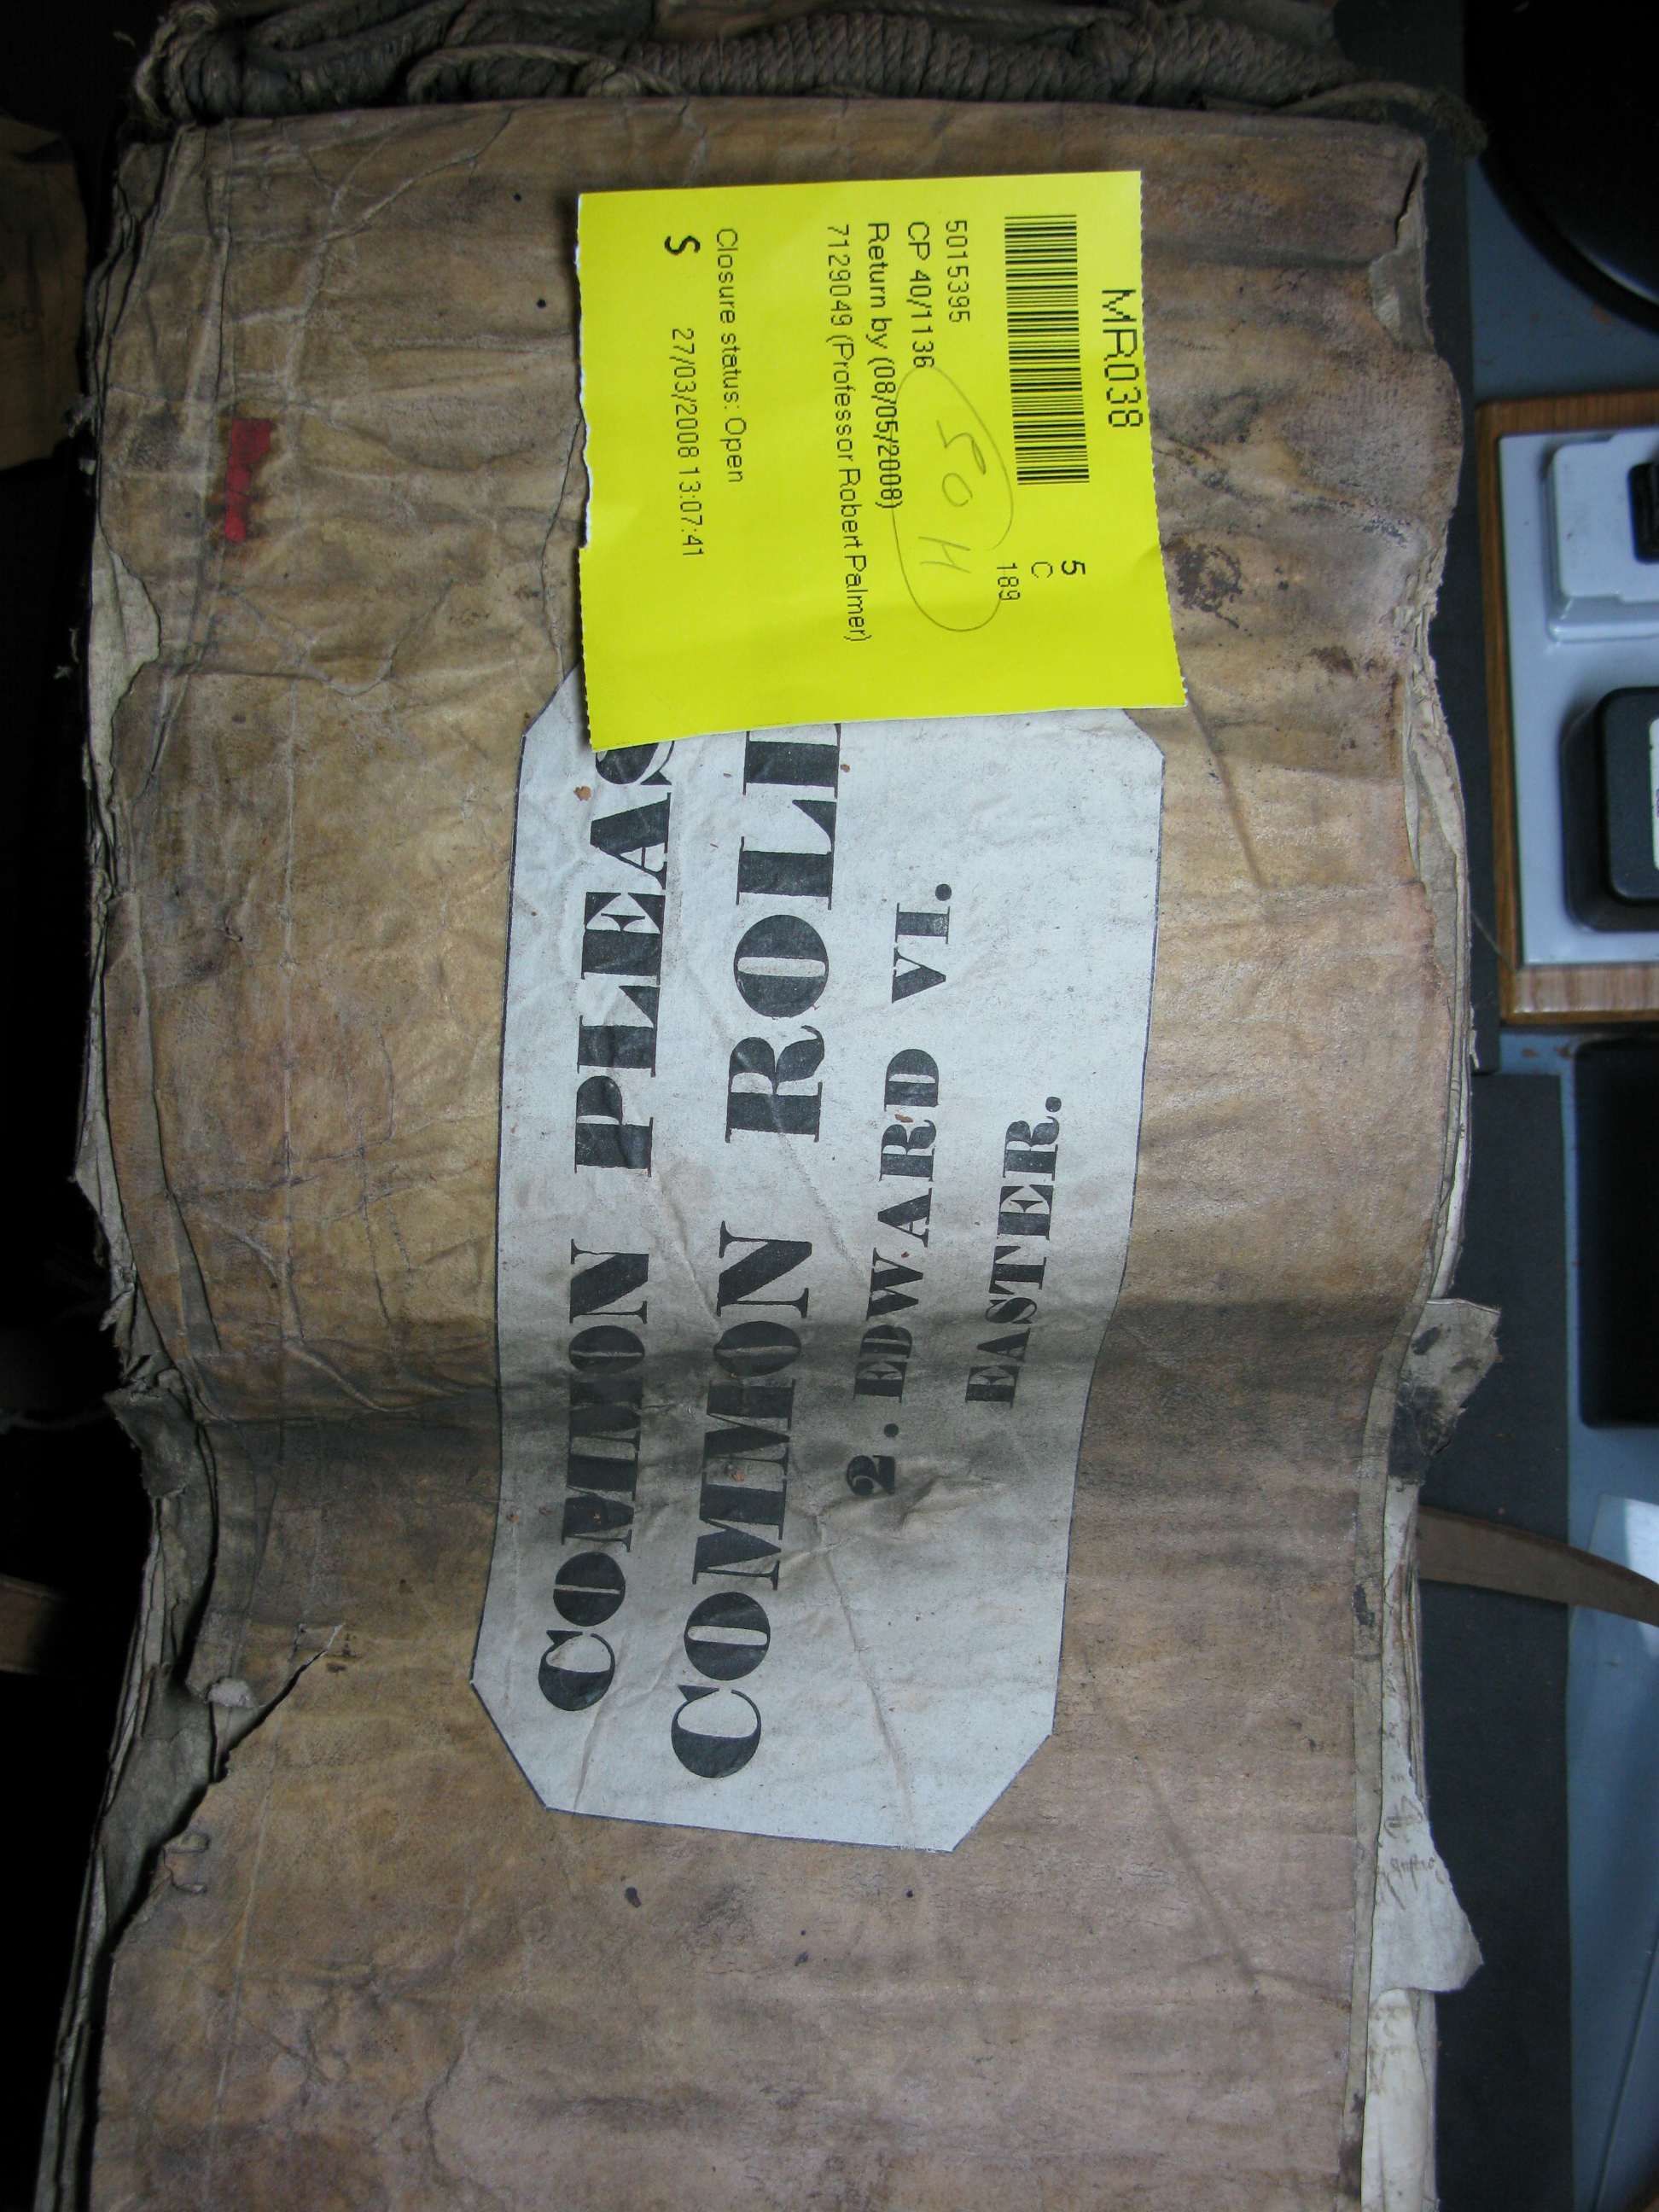 MR038
5
C
189
5015395
CP 40/1136
50 H
Return by (08/05/2008)
7129049 (Professor Robert Palmer)
Closure status: Open
27/03/2008 13:07:41
S
COMMON PLEAS
COMMON ROLL
2. EDWARD VI.
EASTER.